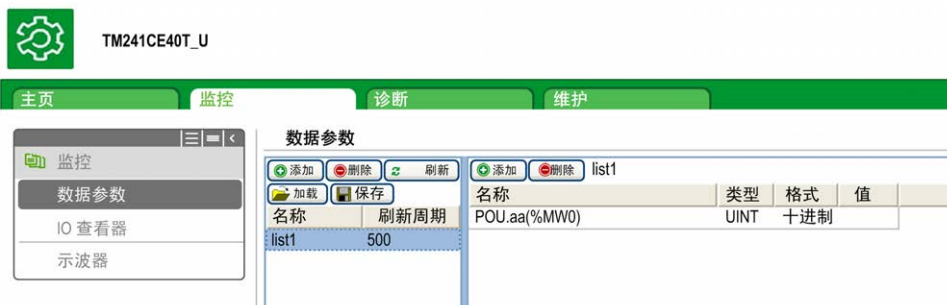 TM241CE40T_U
主页 监控 诊断 维护
数据参数
监控
数据参数
IO 查看器
示波器
添加 删除 刷新
加载 保存
名称 刷新周期
list1 500
添加 删除 list1
名称 类型 格式 值
POU.aa(%MW0) UINT 十进制